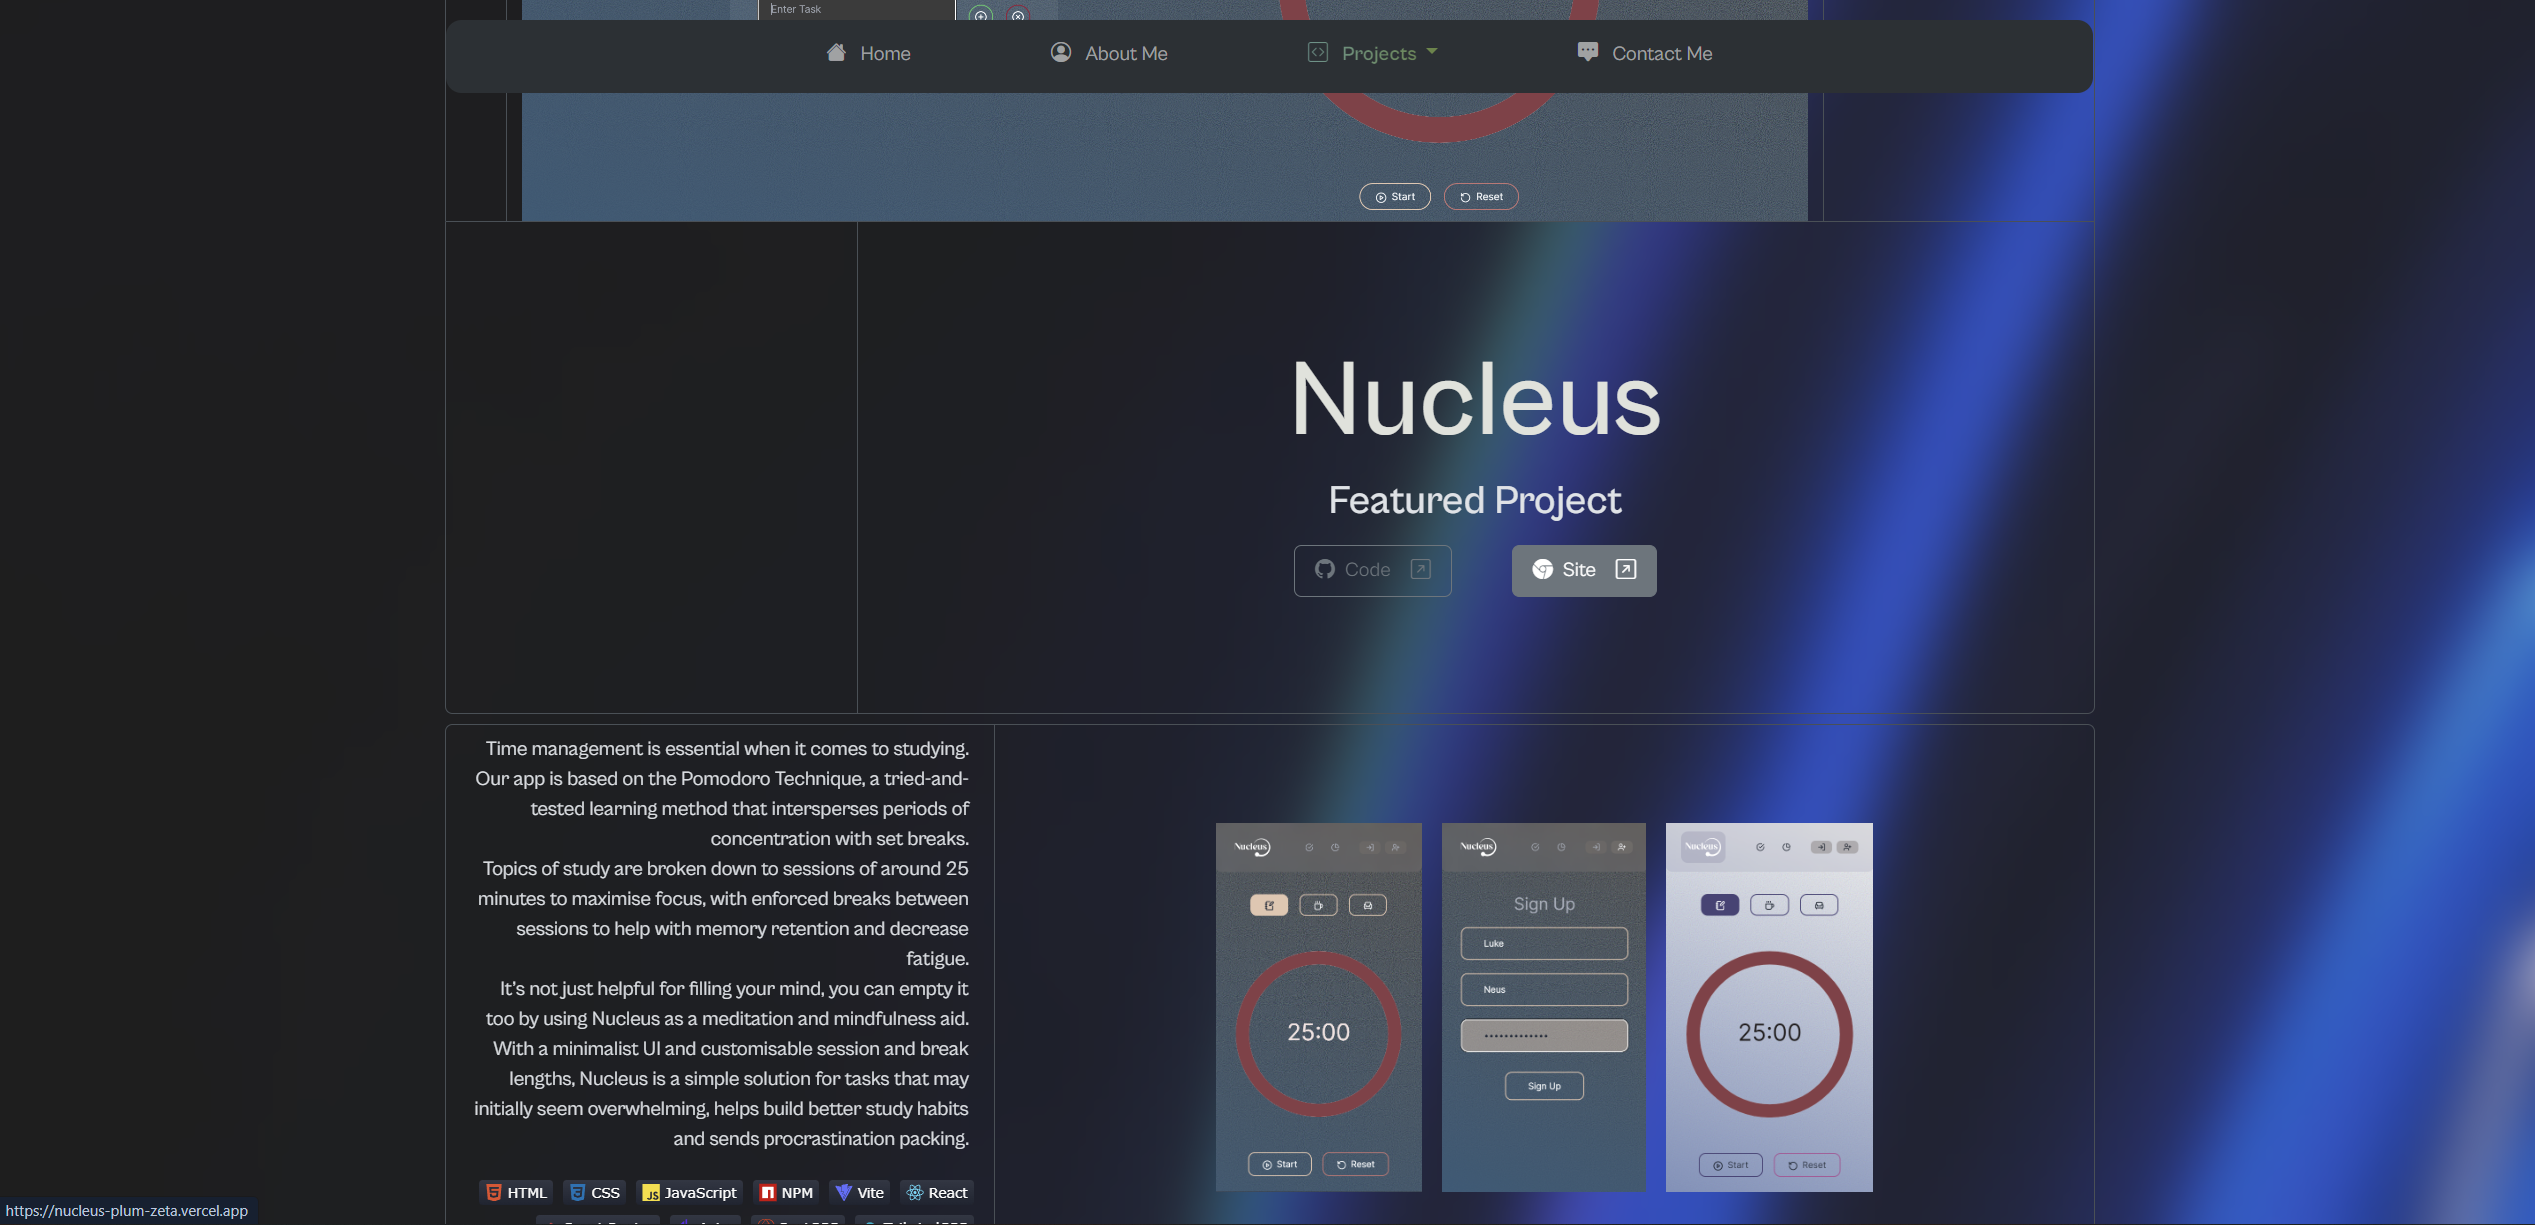 Enter Task
Home
About Me
Projects
Contact Me
Start
Reset
Nucleus
Featured Project
Code
Site
Time management is essential when it comes to studying.
Our app is based on the Pomodoro Technique, a tried-and-
tested learning method that intersperses periods of
concentration with set breaks.
Topics of study are broken down to sessions of around 25
minutes to maximise focus, with enforced breaks between
sessions to help with memory retention and decrease
fatigue.
It's not just helpful for filling your mind, you can empty it
too by using Nucleus as a meditation and mindfulness aid.
With a minimalist UI and customisable session and break
lengths, Nucleus is a simple solution for tasks that may
initially seem overwhelming, helps build better study habits
and sends procrastination packing.
HTML
CSS
JS JavaScript
NPM
Vite
React
Nucleus
25:00
Start
Reset
Nucleus
Sign Up
Luke
Neus
Sign Up
Nucleus
25:00
Start
Reset
https://nucleus-plum-zeta.vercel.app